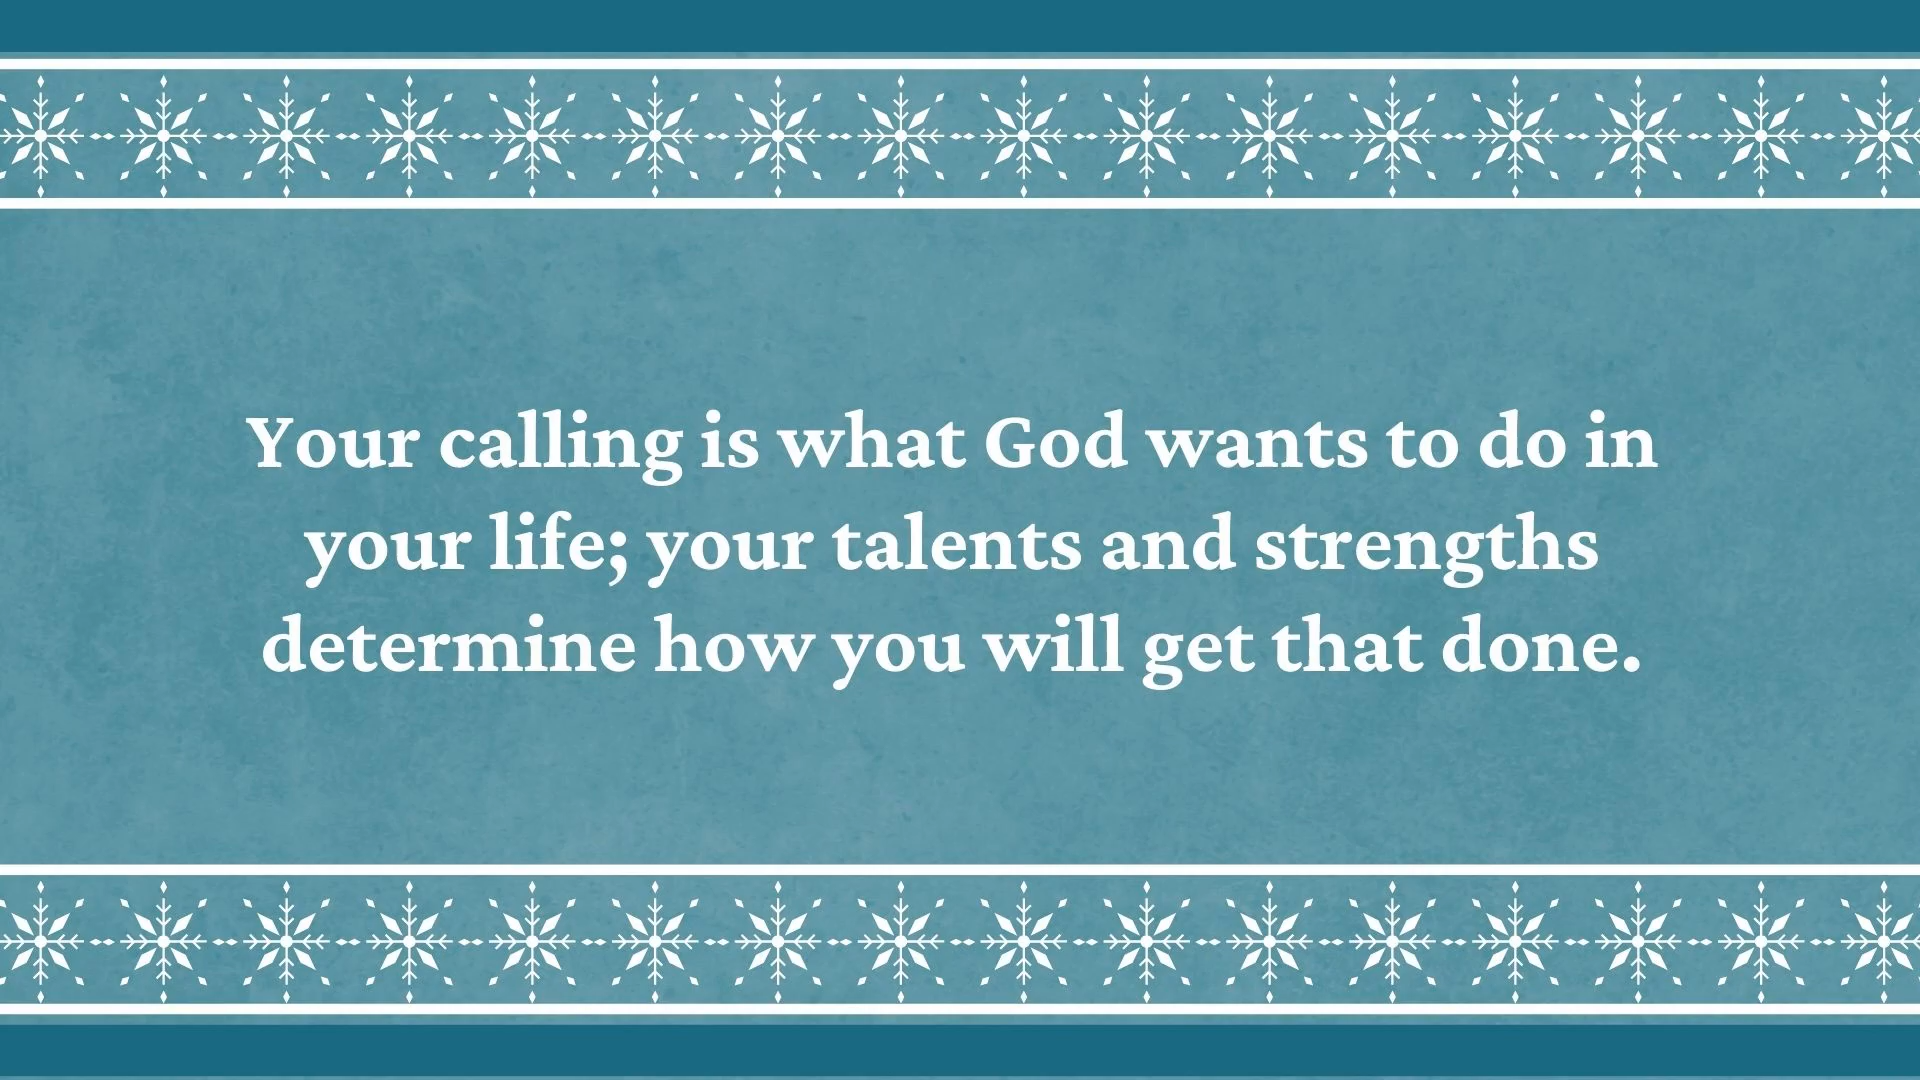 Your calling is what God wants to do in
your life; your talents and strengths
determine how you will get that done.